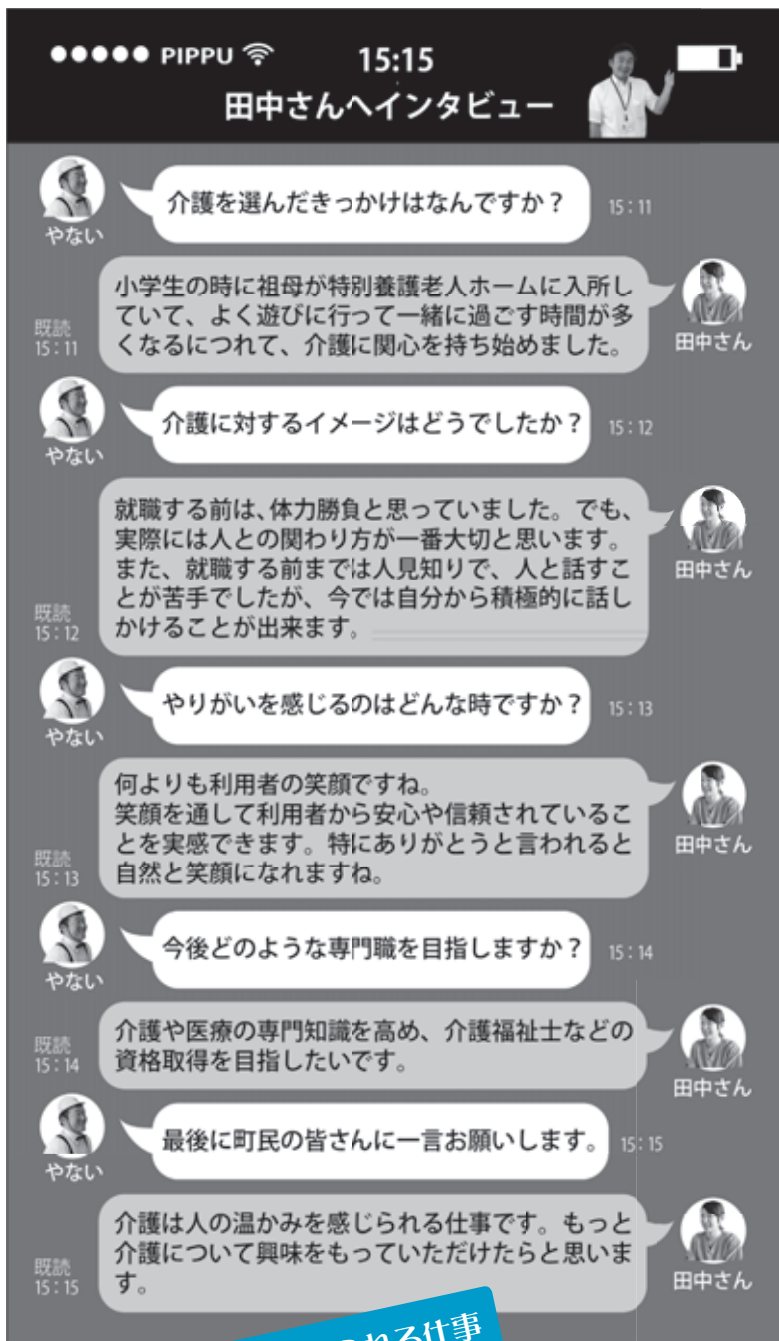 PIPPU
15:15
田中さんへインタビュー
介護を選んだきっかけはなんですか？
15：11
やない
小学生の時に祖母が特別養護老人ホームに入所し
ていて、よく遊びに行って一緒に過ごす時間が多
くなるにつれて、介護に関心を持ち始めました。
既読
15：11
田中さん
介護に対するイメージはどうでしたか？
15：12
やない
就職する前は、体力勝負と思っていました。でも、
実際には人との関わり方が一番大切と思います。
また、就職する前までは人見知りで、人と話すこ
とが苦手でしたが、今では自分から積極的に話し
かけることが出来ます。
既読
15：12
田中さん
やりがいを感じるのはどんな時ですか？
15：13
やない
何よりも利用者の笑顔ですね。
笑顔を通して利用者から安心や信頼されているこ
とを実感できます。特にありがとうと言われると
自然と笑顔になれますね。
既読
15：13
田中さん
今後どのような専門職を目指しますか？
15：14
やない
介護や医療の専門知識を高め、介護福祉士などの
資格取得を目指したいです。
既読
15：14
田中さん
最後に町民の皆さんに一言お願いします。
15：15
やない
介護は人の温かみを感じられる仕事です。もっと
介護について興味をもっていただけたらと思いま
す。
既読
15：15
田中さん
れる仕事